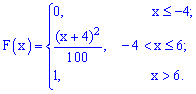 F(x) = { 0, x ≤ -4;
(x+4)²/100, -4 < x ≤ 6;
1, x > 6.